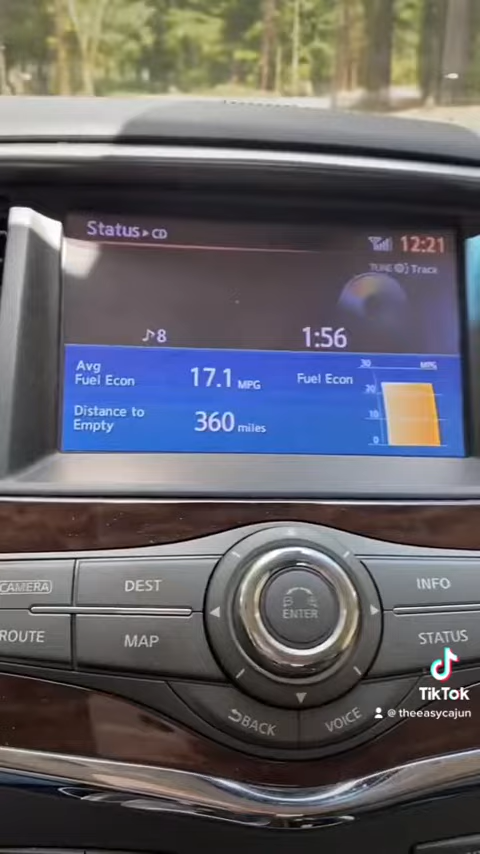 Status▸CD
12:21
TUNE Track
♪8
1:56
Avg
Fuel Econ
17.1 MPG
Fuel Econ
30
MPG
20
10
0
Distance to
Empty
360 miles
CAMERA
DEST
INFO
ENTER
ROUTE
MAP
STATUS
BACK
VOICE
TikTok
@theeasycajun